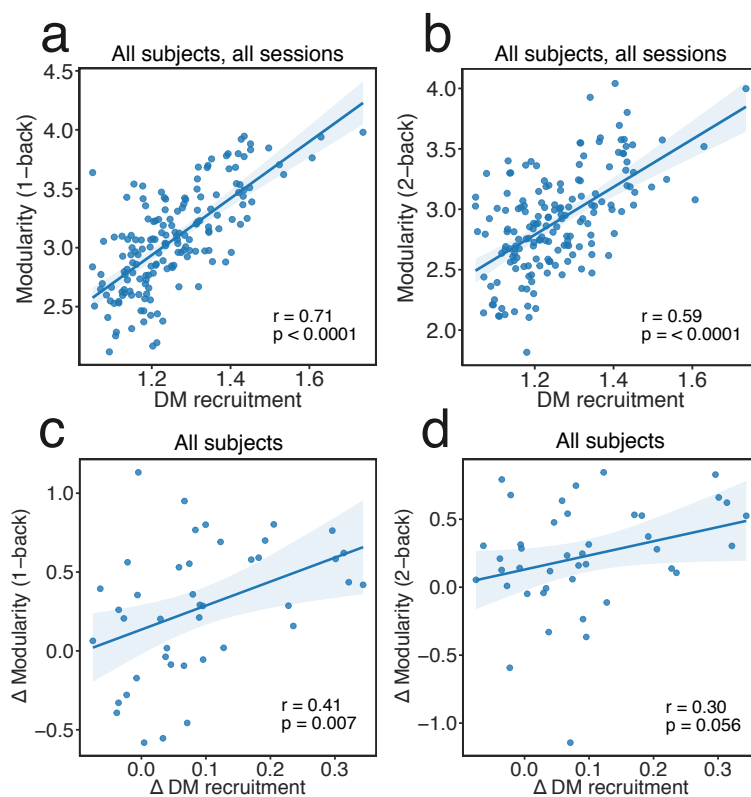 a
All subjects, all sessions
4.5
4.0
3.5
3.0
2.5
Modularity (1−back)
r = 0.71
p < 0.0001
1.2
1.4
1.6
DM recruitment
b
All subjects, all sessions
4.0
3.5
3.0
2.5
2.0
Modularity (2−back)
r = 0.59
p = < 0.0001
1.2
1.4
1.6
DM recruitment
c
All subjects
1.0
0.5
0.0
−0.5
Δ Modularity (1−back)
r = 0.41
p = 0.007
0.0
0.1
0.2
0.3
Δ DM recruitment
d
All subjects
0.5
0.0
−0.5
−1.0
Δ Modularity (2−back)
r = 0.30
p = 0.056
0.0
0.1
0.2
0.3
Δ DM recruitment